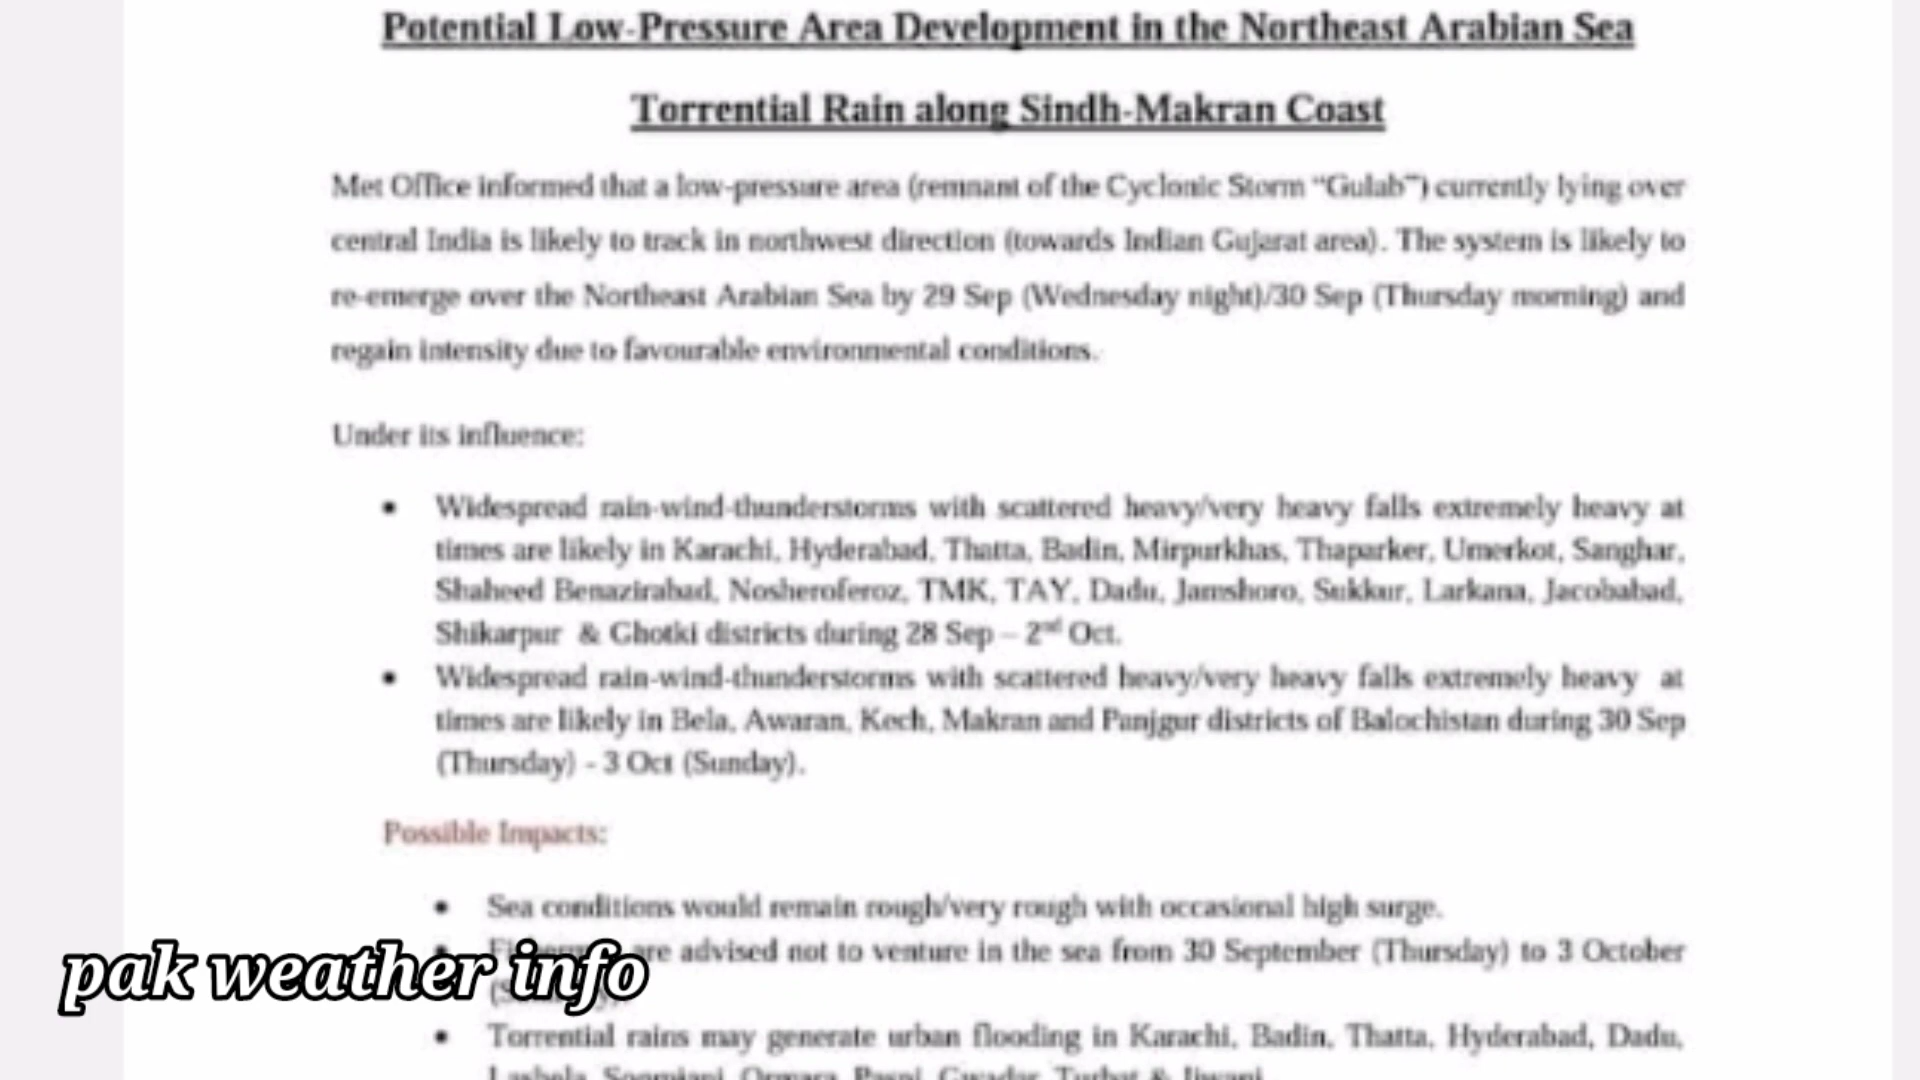 Potential Low-Pressure Area Development in the Northeast Arabian Sea
Torrential Rain along Sindh-Makran Coast
Met Office informed that a low-pressure area (remnant of the Cyclonic Storm “Gulab”) currently lying over
central India is likely to track in northwest direction (towards Indian Gujarat area). The system is likely to
re-emerge over the Northeast Arabian Sea by 29 Sep (Wednesday night)/30 Sep (Thursday morning) and
regain intensity due to favourable environmental conditions.
Under its influence:
• Widespread rain-wind-thunderstorms with scattered heavy/very heavy falls extremely heavy at
times are likely in Karachi, Hyderabad, Thatta, Badin, Mirpurkhas, Tharparker, Umerkot, Sanghar,
Shaheed Benazirabad, Nosheroferoz, TMK, TAY, Dadu, Jamshoro, Sukkur, Larkana, Jacobabad,
Shikarpur & Ghotki districts during 28 Sep – 2nd Oct.
• Widespread rain-wind-thunderstorms with scattered heavy/very heavy falls extremely heavy at
times are likely in Bela, Awaran, Kech, Makran and Panjgur districts of Balochistan during 30 Sep
(Thursday) - 3 Oct (Sunday).
Possible Impacts:
• Sea conditions would remain rough/very rough with occasional high surge.
• are advised not to venture in the sea from 30 September (Thursday) to 3 October
• Torrential rains may generate urban flooding in Karachi, Badin, Thatta, Hyderabad, Dadu,
pak weather info